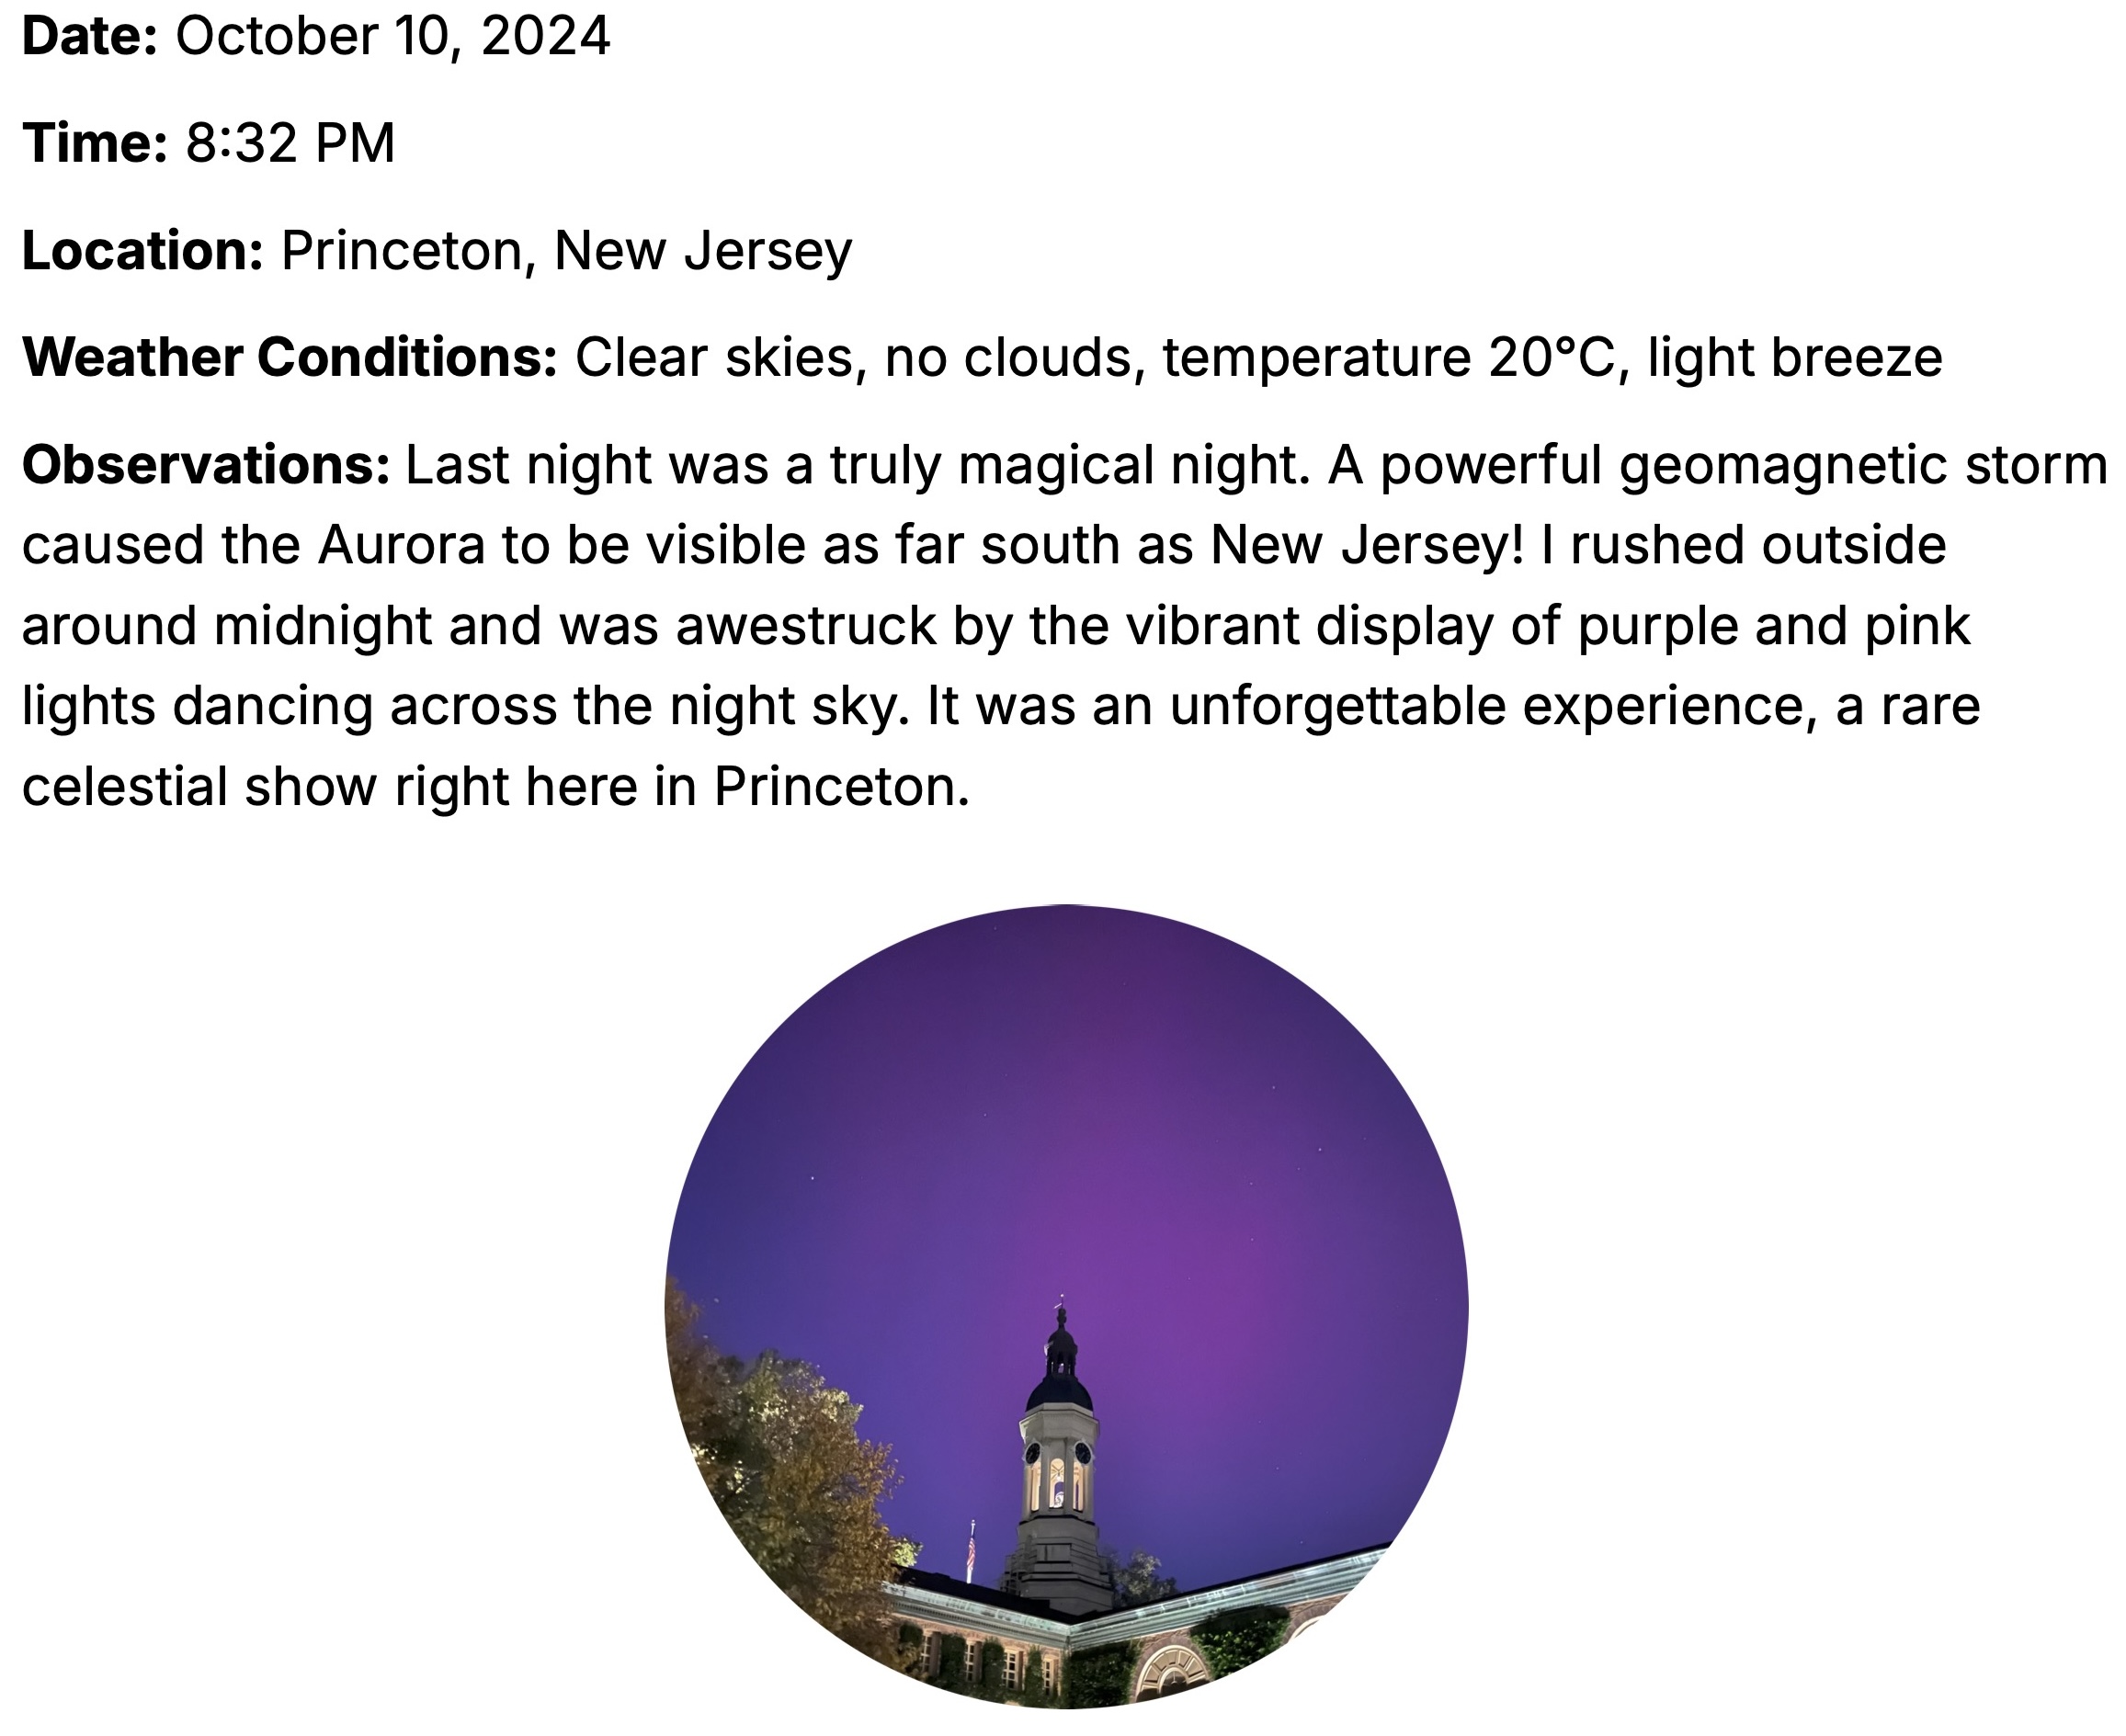 Date: October 10, 2024
Time: 8:32 PM
Location: Princeton, New Jersey
Weather Conditions: Clear skies, no clouds, temperature 20°C, light breeze
Observations: Last night was a truly magical night. A powerful geomagnetic storm
caused the Aurora to be visible as far south as New Jersey! I rushed outside
around midnight and was awestruck by the vibrant display of purple and pink
lights dancing across the night sky. It was an unforgettable experience, a rare
celestial show right here in Princeton.